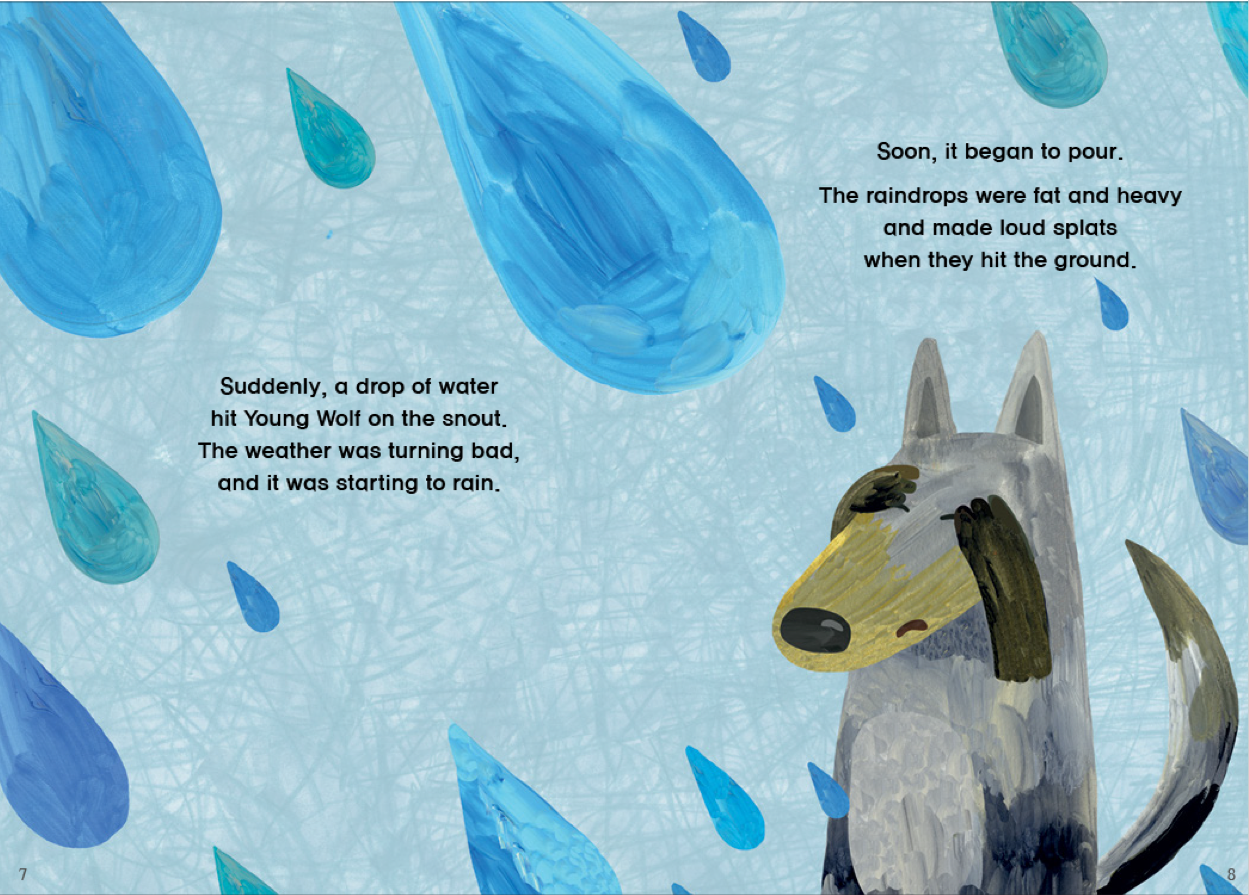 Suddenly, a drop of water
hit Young Wolf on the snout.
The weather was turning bad,
and it was starting to rain.
7
Soon, it began to pour.
The raindrops were fat and heavy
and made loud splats
when they hit the ground.
8